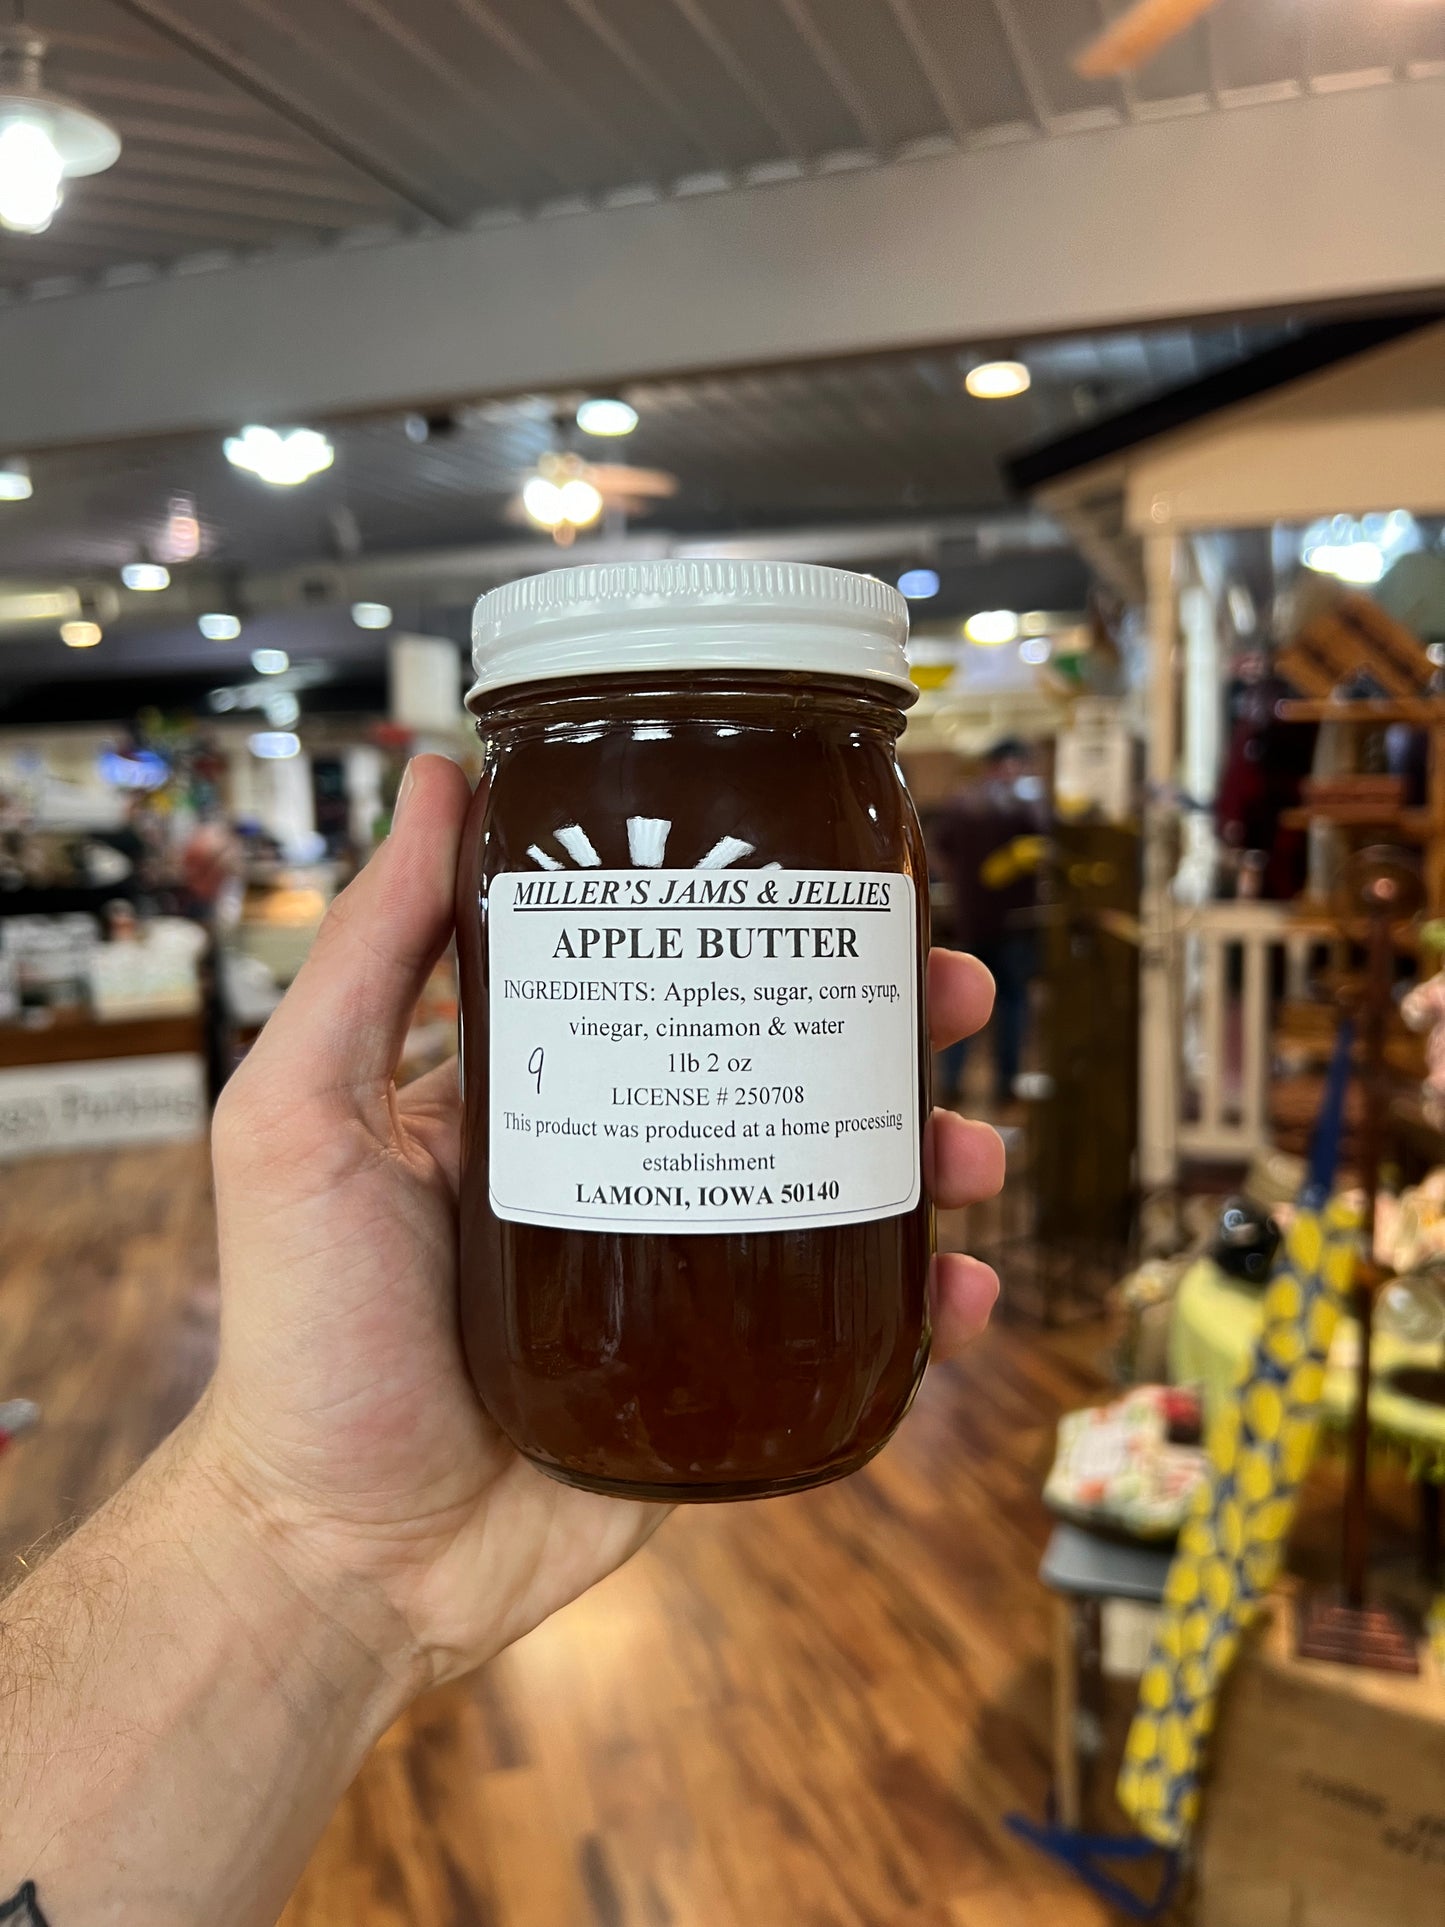 MILLER'S JAMS & JELLIES
APPLE BUTTER
INGREDIENTS: Apples, sugar, corn syrup,
vinegar, cinnamon & water
9
1lb 2 oz
LICENSE # 250708
This product was produced at a home processing
establishment
LAMONI, IOWA 50140